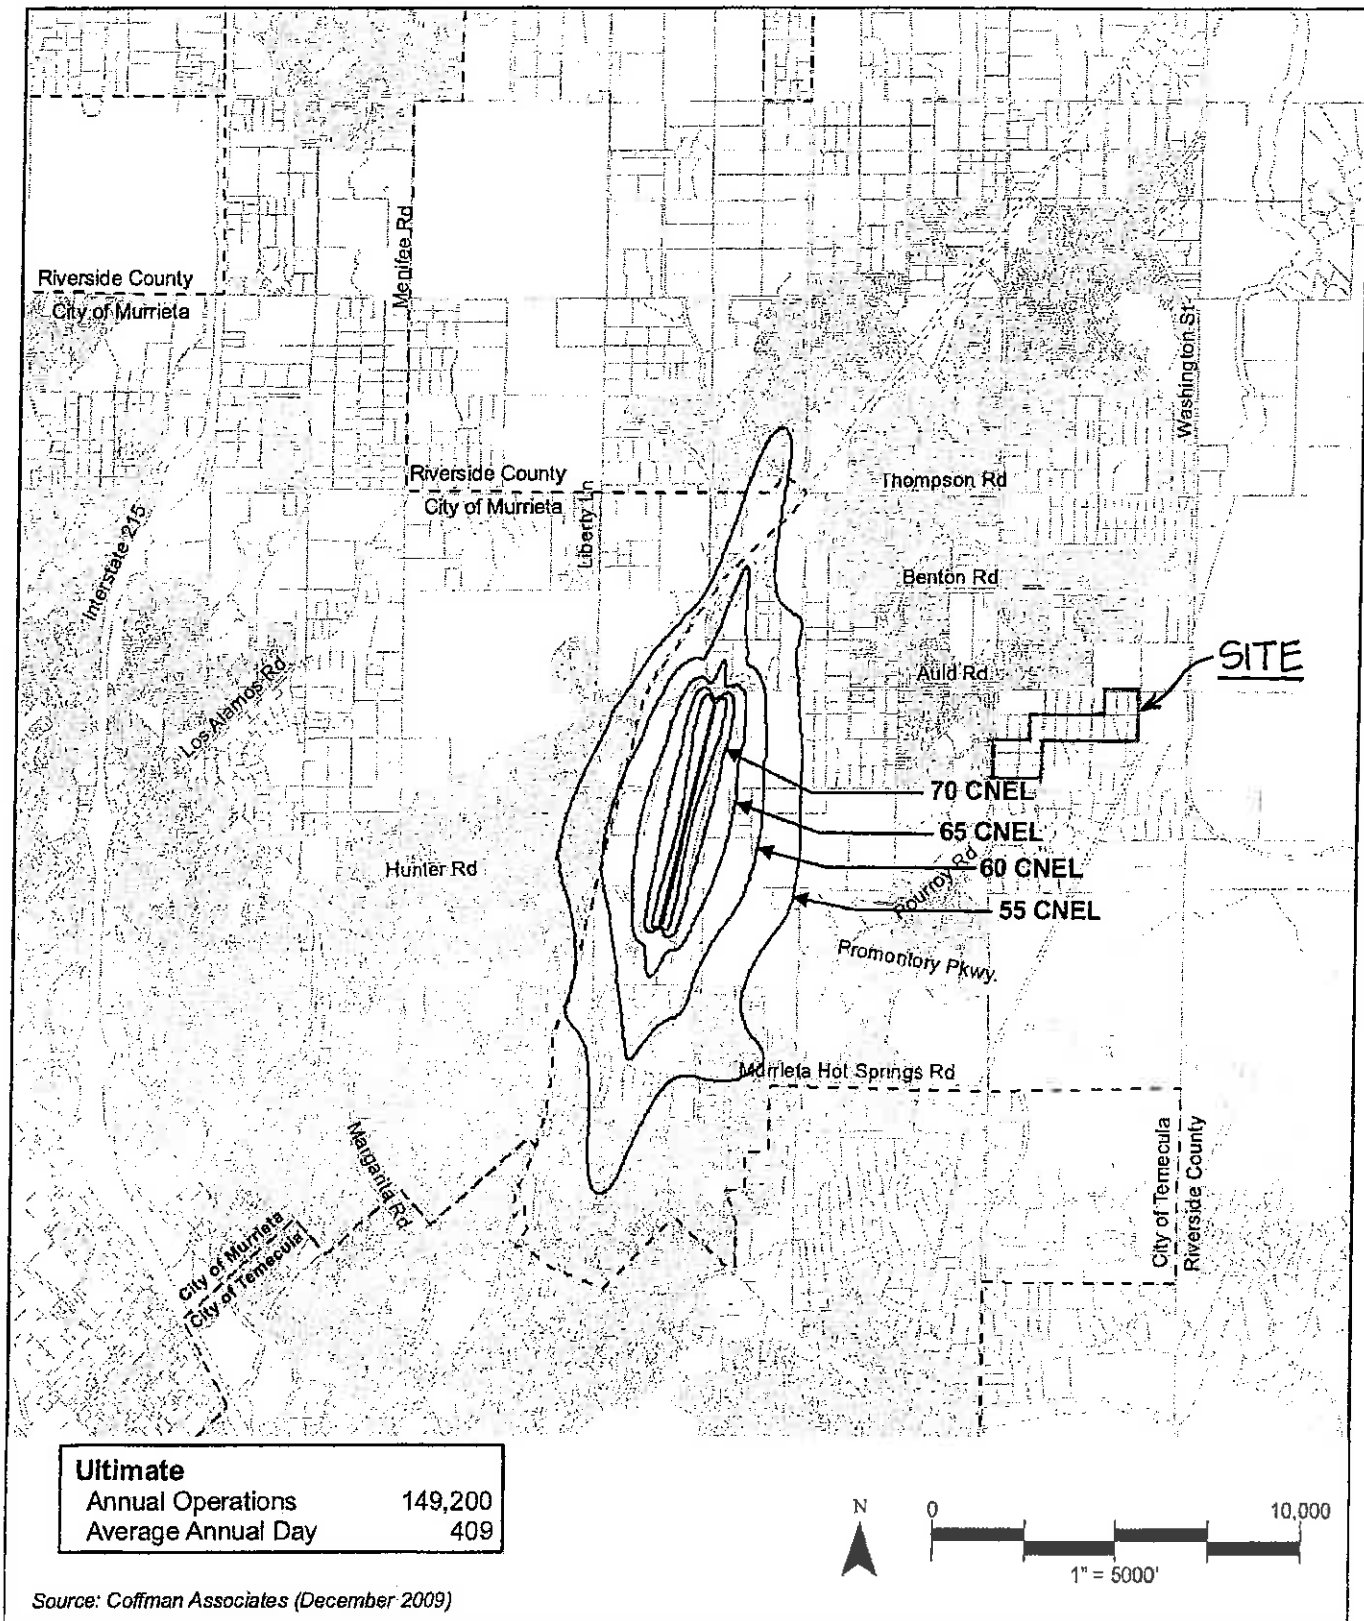 Riverside County
City of Murrieta
Menifee Rd
Washington St
Riverside County
City of Murrieta
Liberty Ln
Thompson Rd
Interstate 215
Benton Rd
Los Alamos Rd
Auld Rd
SITE
70 CNEL
65 CNEL
60 CNEL
55 CNEL
Hunter Rd
Pourroy Rd
Promontory Pkwy.
Murrieta Hot Springs Rd
Margarita Rd
City of Temecula
Riverside County
City of Murrieta
City of Temecula
Ultimate
Annual Operations 149,200
Average Annual Day 409
N
0 10,000
1" = 5000'
Source: Coffman Associates (December 2009)